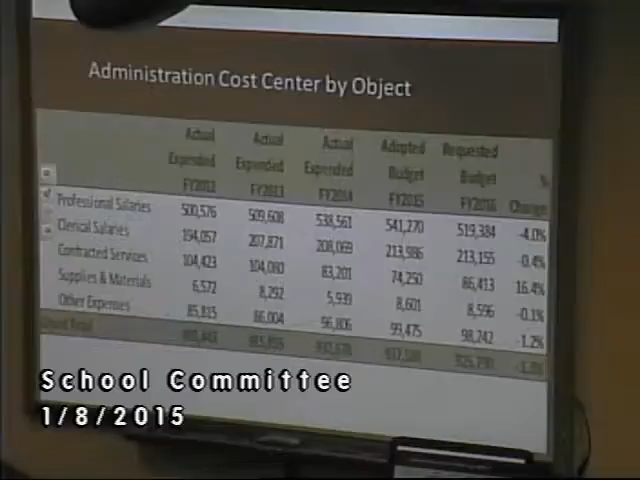 Administration Cost Center by Object
Actual Actual Actual Adopted Requested
Expended Expended Expended Budget Budget %
FY2012 FY2013 FY2014 FY2015 FY2016 Change
Professional Salaries 500,576 509,608 538,561 541,270 519,384 -4.0%
Clerical Salaries 194,057 207,871 208,069 213,986 213,155 -0.4%
Contracted Services 104,423 104,080 83,201 74,250 86,413 16.4%
Supplies & Materials 6,572 8,292 5,939 8,601 8,596 -0.1%
Other Expenses 85,815 86,004 96,806 99,475 98,242 -1.2%
Grand Total
School Committee
1/8/2015